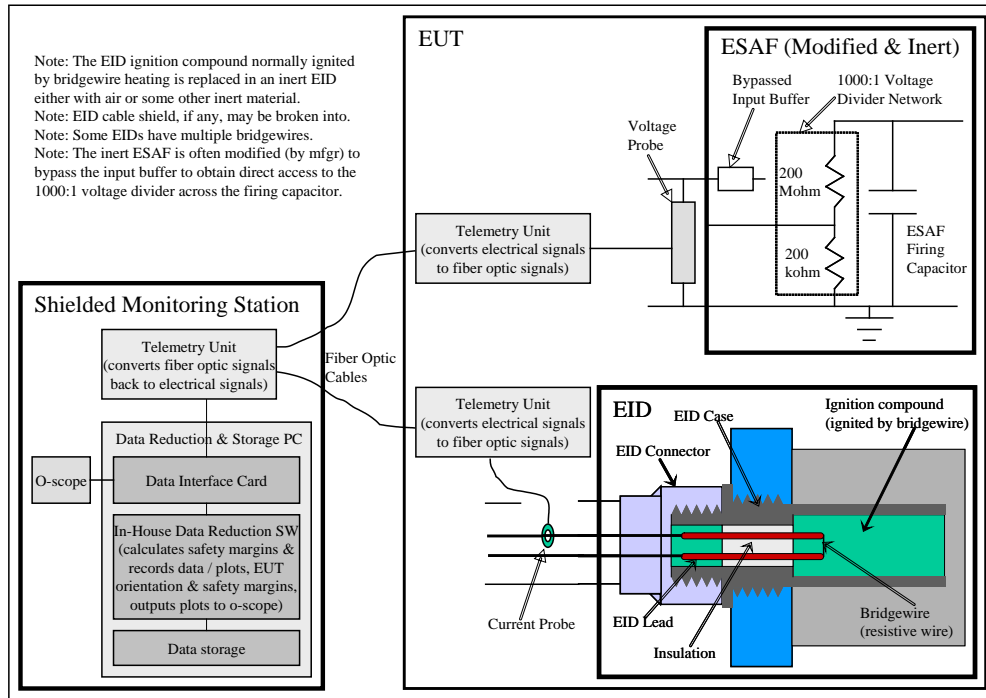 Note: The EID ignition compound normally ignited
by bridgewire heating is replaced in an inert EID
either with air or some other inert material.
Note: EID cable shield, if any, may be broken into.
Note: Some EIDs have multiple bridgewires.
Note: The inert ESAF is often modified (by mfgr) to
bypass the input buffer to obtain direct access to the
1000:1 voltage divider across the firing capacitor.
EUT
ESAF (Modified & Inert)
Bypassed
Input Buffer
1000:1 Voltage
Divider Network
Voltage
Probe
200
Mohm
200
kohm
ESAF
Firing
Capacitor
Telemetry Unit
(converts electrical signals
to fiber optic signals)
Shielded Monitoring Station
Telemetry Unit
(converts fiber optic signals
back to electrical signals)
Fiber Optic
Cables
Data Reduction & Storage PC
O-scope
Data Interface Card
In-House Data Reduction SW
(calculates safety margins &
records data / plots, EUT
orientation & safety margins,
outputs plots to o-scope)
Data storage
Telemetry Unit
(converts electrical signals
to fiber optic signals)
Current Probe
EID
EID Case
Ignition compound
(ignited by bridgewire)
EID Connector
EID Lead
Insulation
Bridgewire
(resistive wire)